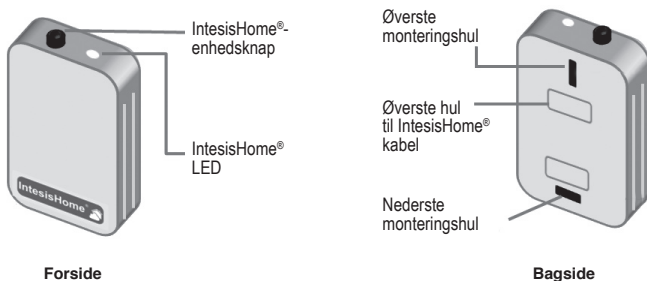 IntesisHome®-
enhedsknap
IntesisHome®
LED
IntesisHome®
Forside
Øverste
monteringshul
Øverste hul
til IntesisHome®
kabel
Nederste
monteringshul
Bagside